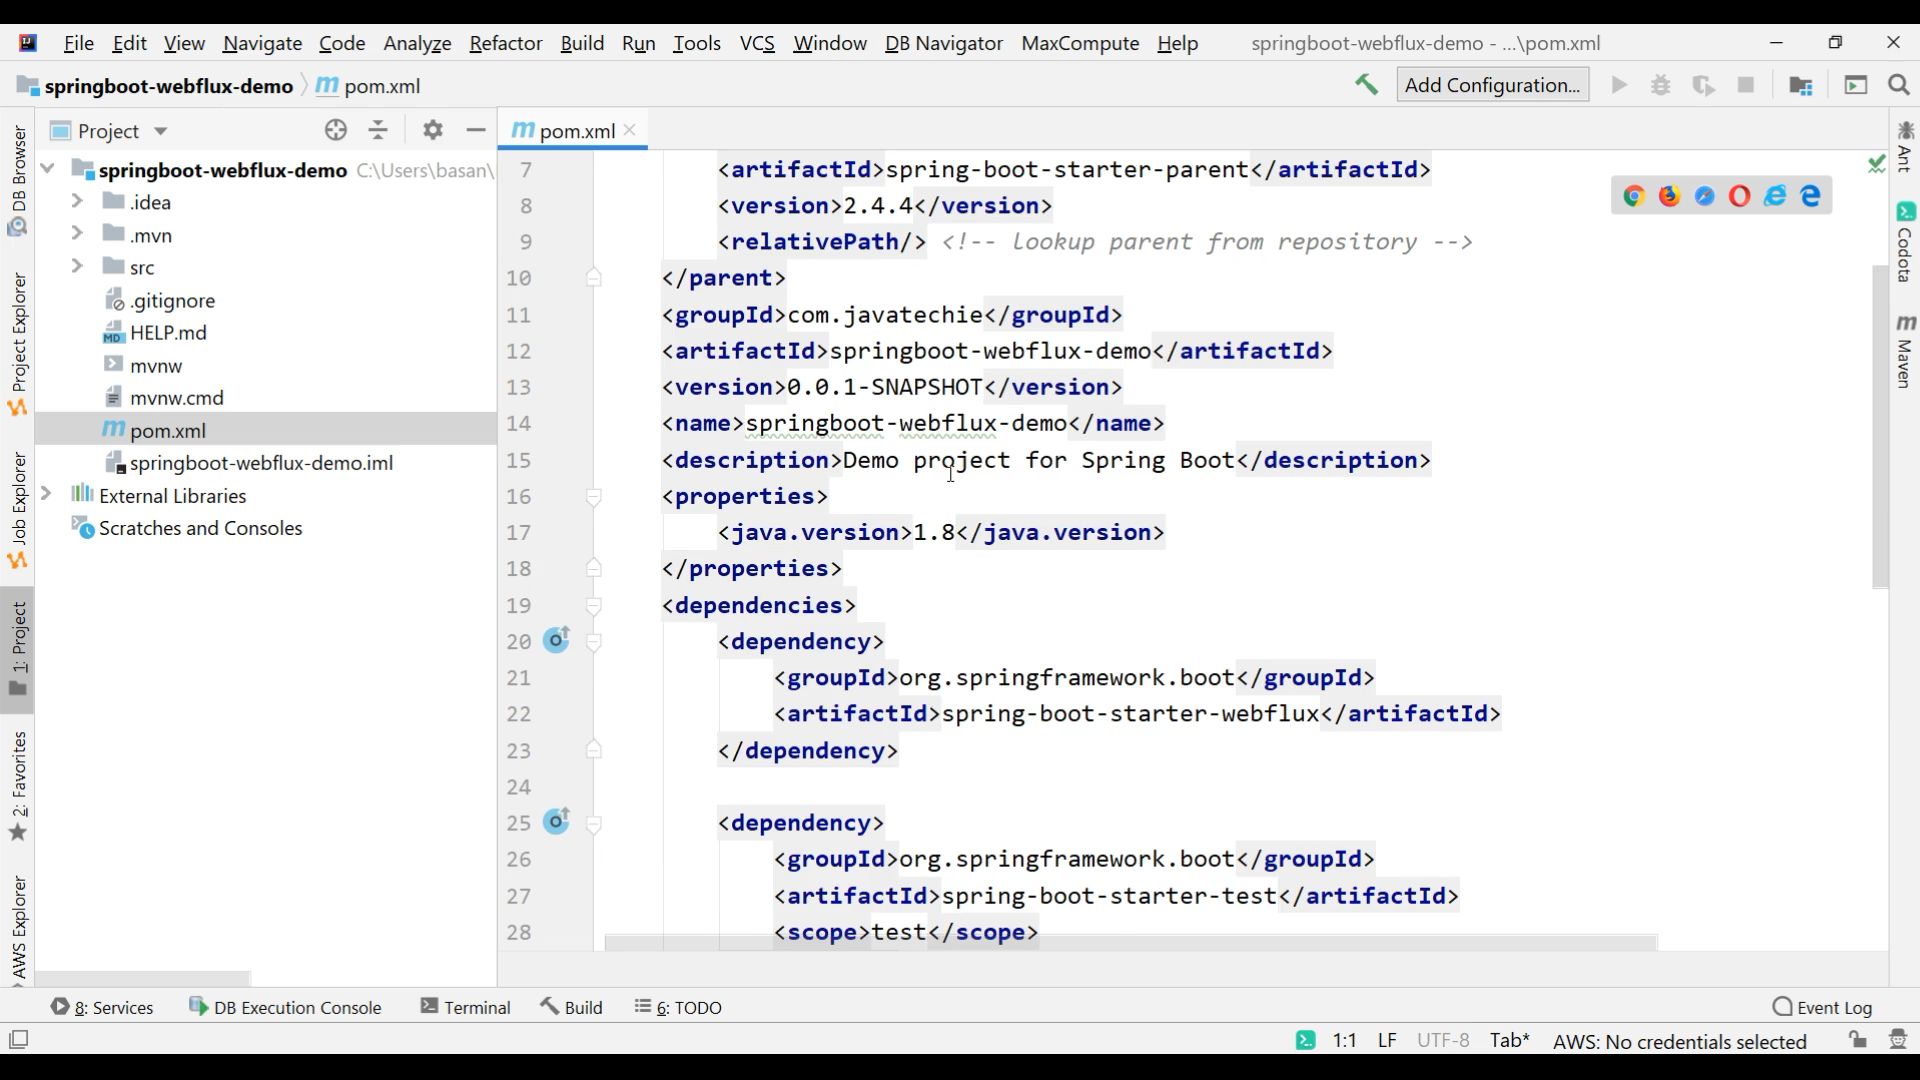 File Edit View Navigate Code Analyze Refactor Build Run Tools VCS Window DB Navigator MaxCompute Help springboot-webflux-demo - ...\pom.xml
springboot-webflux-demo m pom.xml Add Configuration...
Project
m pom.xml
springboot-webflux-demo C:\Users\basan\
.idea
.mvn
src
.gitignore
MD HELP.md
mvnw
mvnw.cmd
m pom.xml
springboot-webflux-demo.iml
External Libraries
Scratches and Consoles
DB Browser
Project Explorer
Job Explorer
1: Project
2: Favorites
AWS Explorer
7 <artifactId>spring-boot-starter-parent</artifactId>
8 <version>2.4.4</version>
9 <relativePath/> <!-- lookup parent from repository -->
10 </parent>
11 <groupId>com.javatechie</groupId>
12 <artifactId>springboot-webflux-demo</artifactId>
13 <version>0.0.1-SNAPSHOT</version>
14 <name>springboot-webflux-demo</name>
15 <description>Demo project for Spring Boot</description>
16 <properties>
17 <java.version>1.8</java.version>
18 </properties>
19 <dependencies>
20 <dependency>
21 <groupId>org.springframework.boot</groupId>
22 <artifactId>spring-boot-starter-webflux</artifactId>
23 </dependency>
24
25 <dependency>
26 <groupId>org.springframework.boot</groupId>
27 <artifactId>spring-boot-starter-test</artifactId>
28 <scope>test</scope>
Ant
Codota
m Maven
8: Services DB Execution Console Terminal Build 6: TODO Event Log
1:1 LF UTF-8 Tab* AWS: No credentials selected